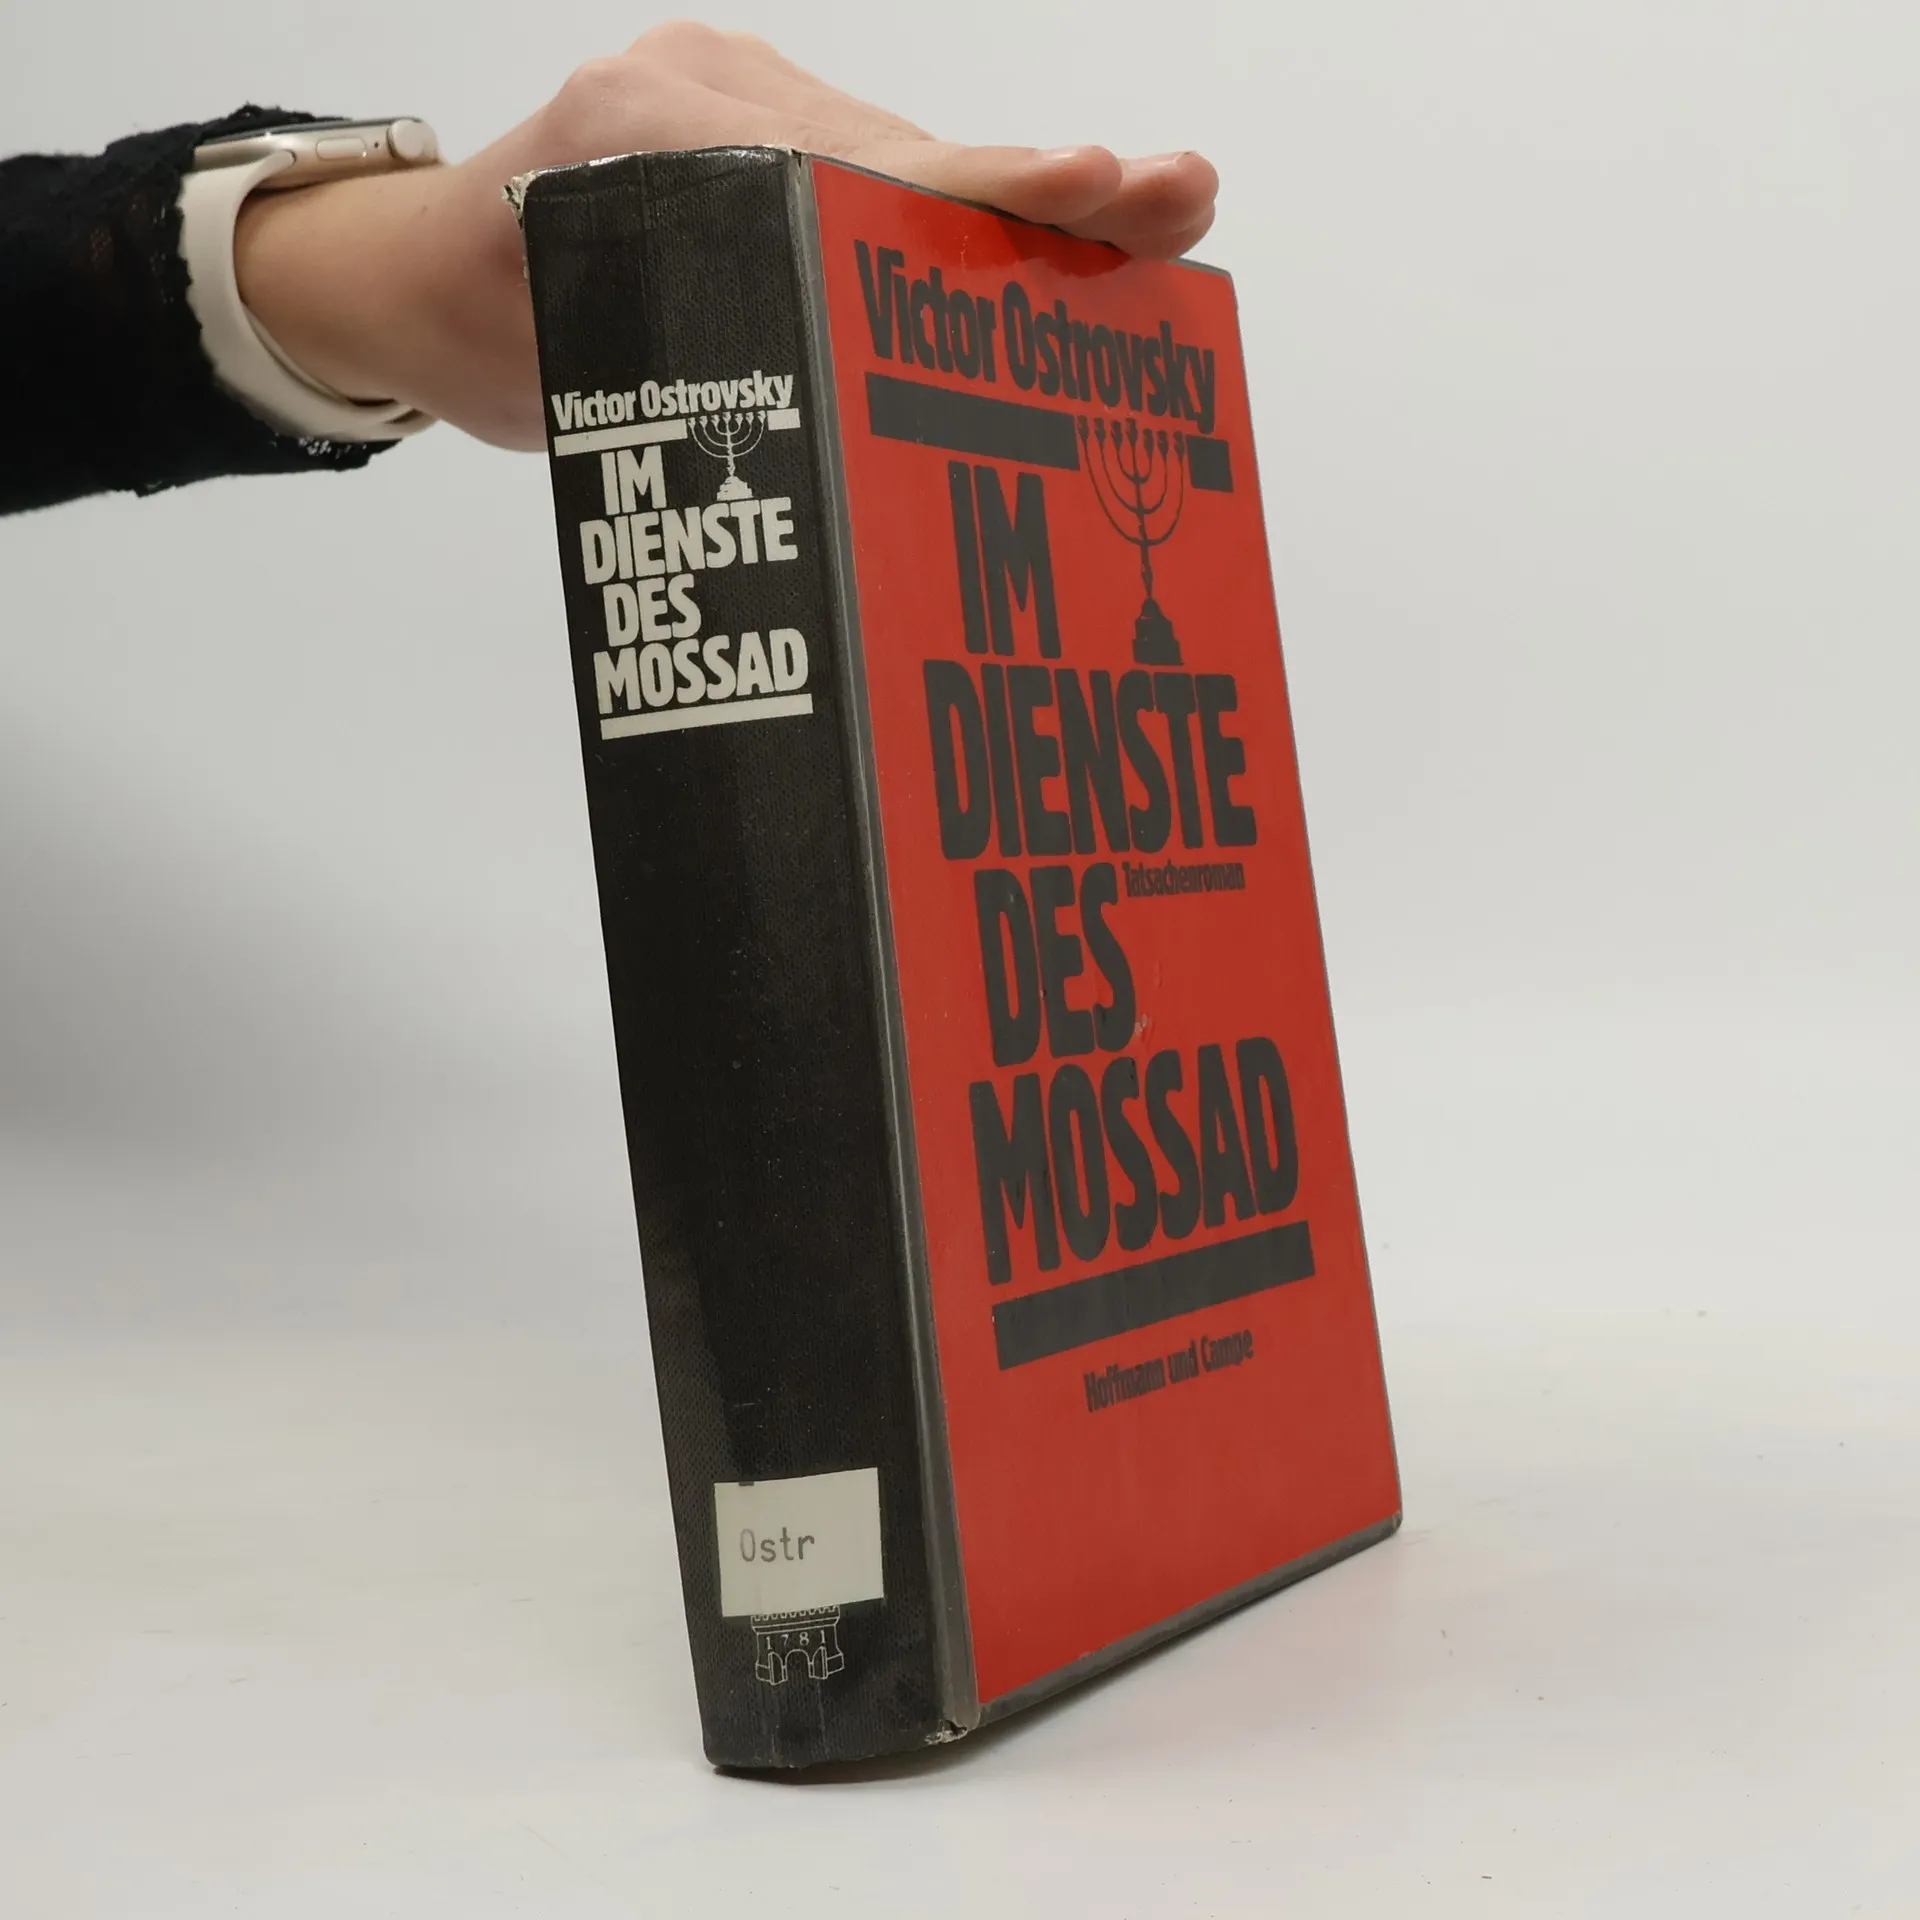 Victor Ostrovsky
IM
DIENSTE
DES
MOSSAD
Ostr
1781
Victor Ostrovsky
IM
DIENSTE
DES
Tatsachenroman
MOSSAD
Hoffmann und Campe